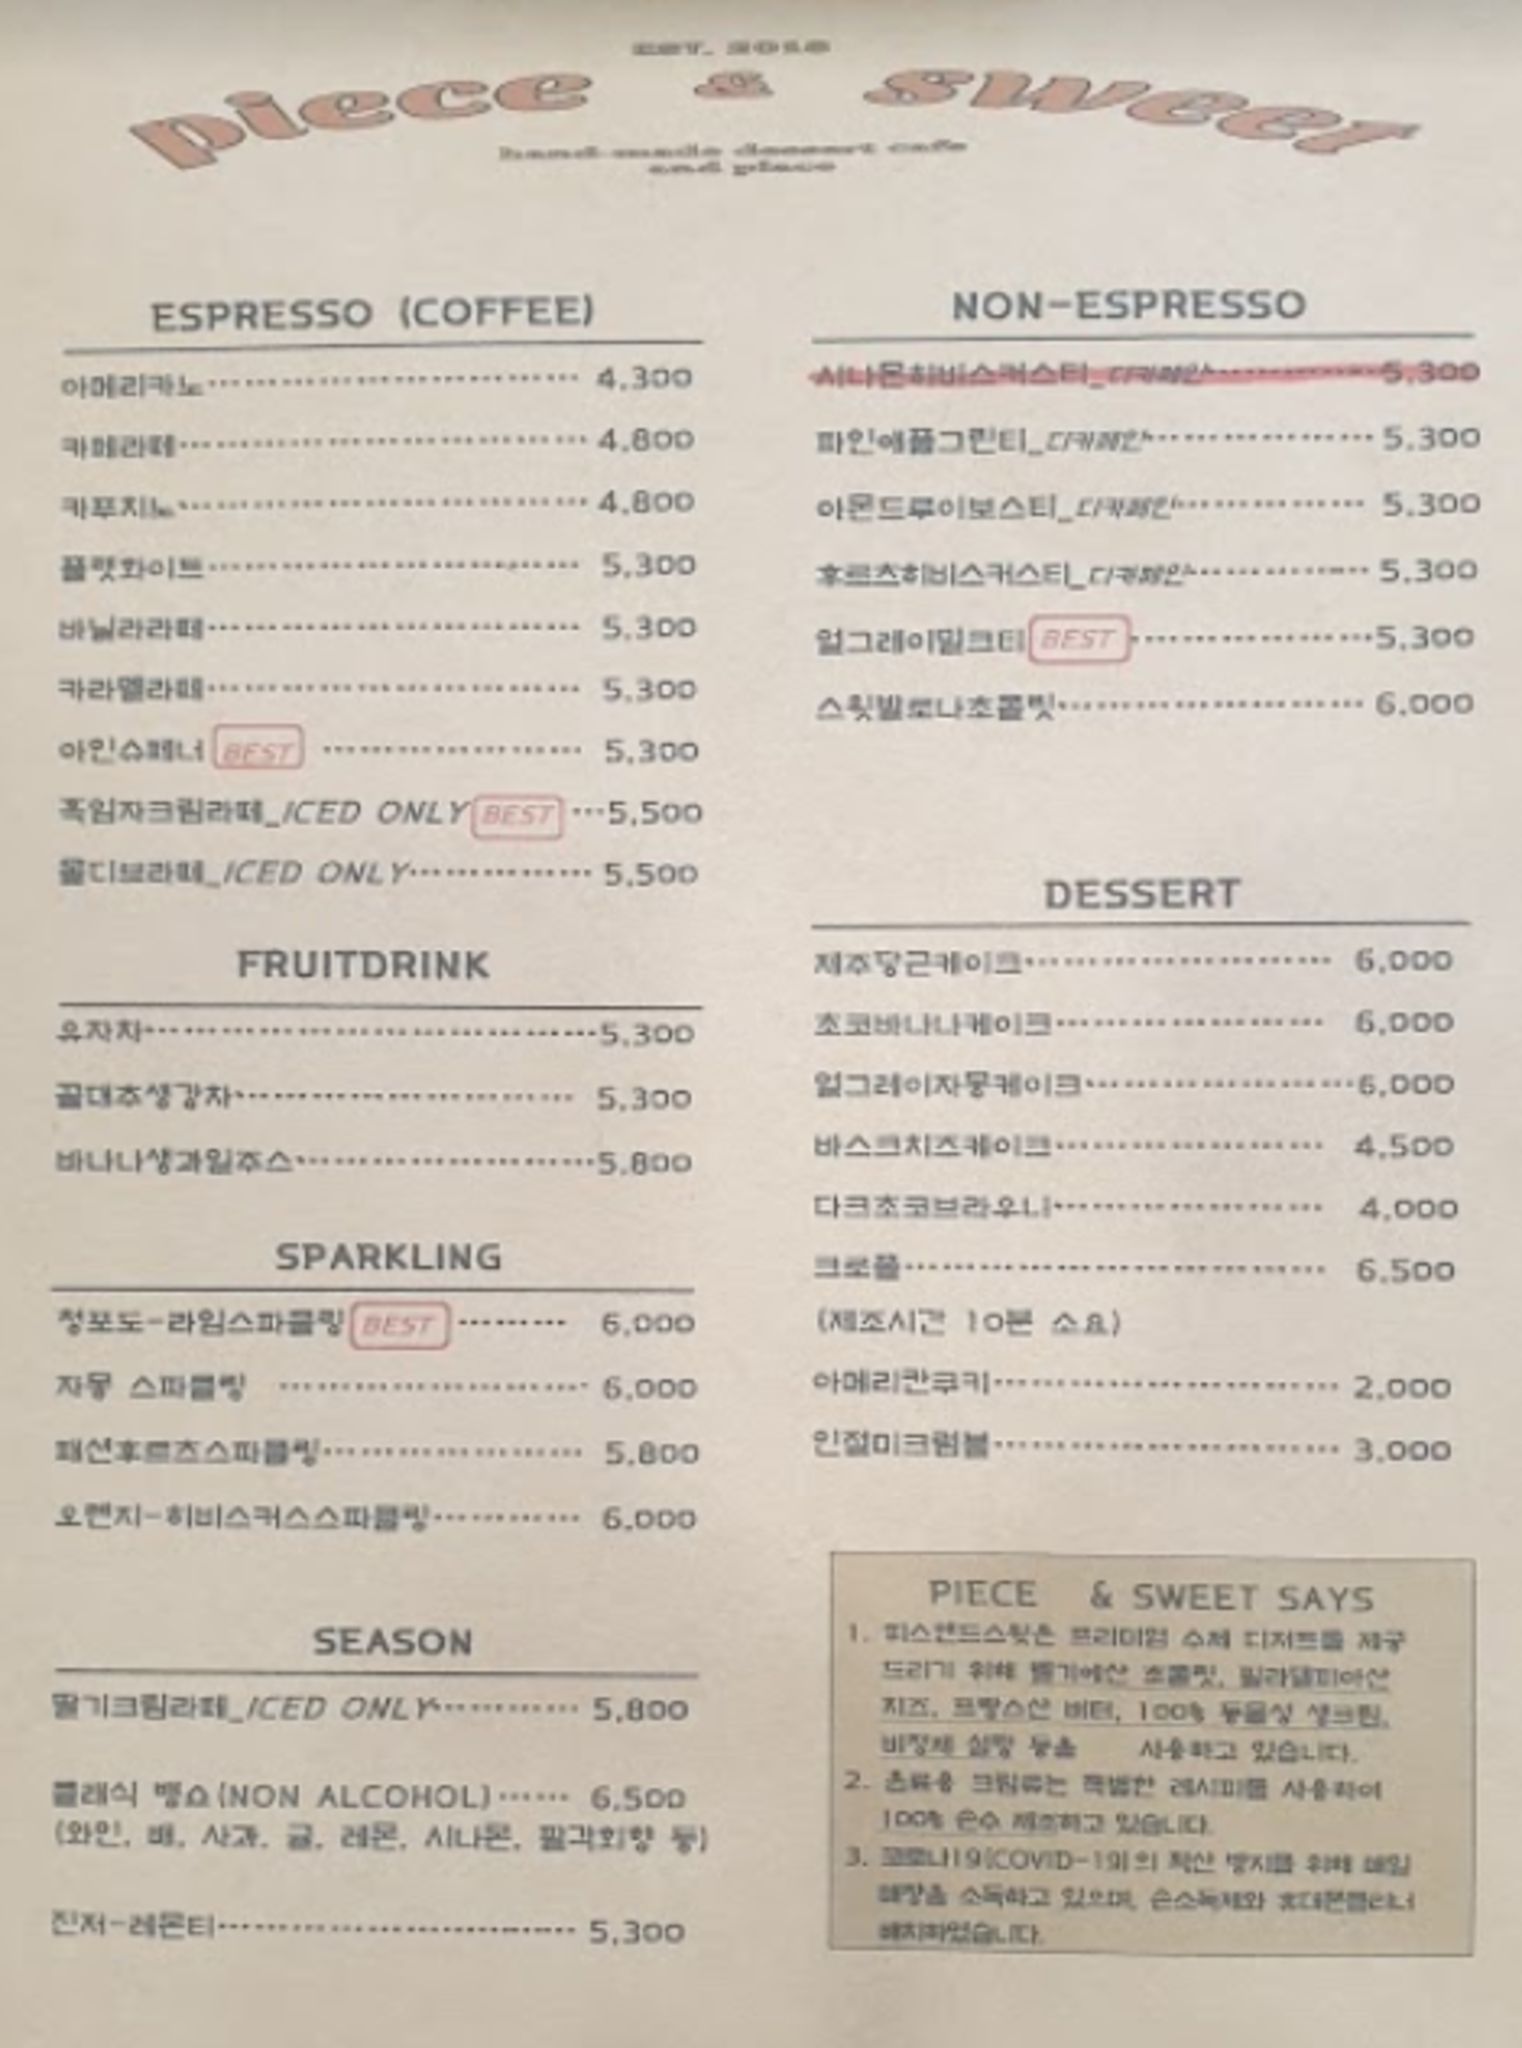 EST. 2018
piece & sweet
hand-made dessert cafe
and place
ESPRESSO (COFFEE)
아메리카노 4,300
카페라떼 4,800
카푸치노 4,800
플랫화이트 5,300
바닐라라떼 5,300
카라멜라떼 5,300
아인슈페너 BEST 5,300
흑임자크림라떼_ICED ONLY BEST 5,500
콜디브라떼_ICED ONLY 5,500
FRUITDRINK
유자차 5,300
꿀대추생강차 5,300
바나나생과일주스 5,800
SPARKLING
청포도-라임스파클링 BEST 6,000
자몽 스파클링 6,000
패션후르츠스파클링 5,800
오렌지-히비스커스스파클링 6,000
SEASON
딸기크림라떼_ICED ONLY 5,800
클래식 뱅쇼(NON ALCOHOL) 6,500
(와인, 배, 사과, 귤, 레몬, 시나몬, 팔각회향 등)
진저-레몬티 5,300
NON-ESPRESSO
시나몬히비스커스티_디카페인 5,300
파인애플그린티_디카페인 5,300
아몬드루이보스티_디카페인 5,300
후르츠히비스커스티_디카페인 5,300
얼그레이밀크티 BEST 5,300
스윗발로나초콜릿 6,000
DESSERT
제주당근케이크 6,000
초코바나나케이크 6,000
얼그레이자몽케이크 6,000
바스크치즈케이크 4,500
다크초코브라우니 4,000
크로플 6,500
(제조시간 10분 소요)
아메리칸쿠키 2,000
인절미크럼블 3,000
PIECE & SWEET SAYS
1. 피스앤드스윗은 프리미엄 수제 디저트를 제공
드리기 위해 벨기에산 초콜릿, 필라델피아산
치즈, 프랑스산 버터, 100% 동물성 생크림,
비정제 설탕 등을 사용하고 있습니다.
2. 음료용 크림류는 특별한 레시피를 사용하여
100% 손수 제조하고 있습니다.
3. 코로나19(COVID-19)의 확산 방지를 위해 매일
매장을 소독하고 있으며, 손소독제와 휴대폰클리너
배치하였습니다.